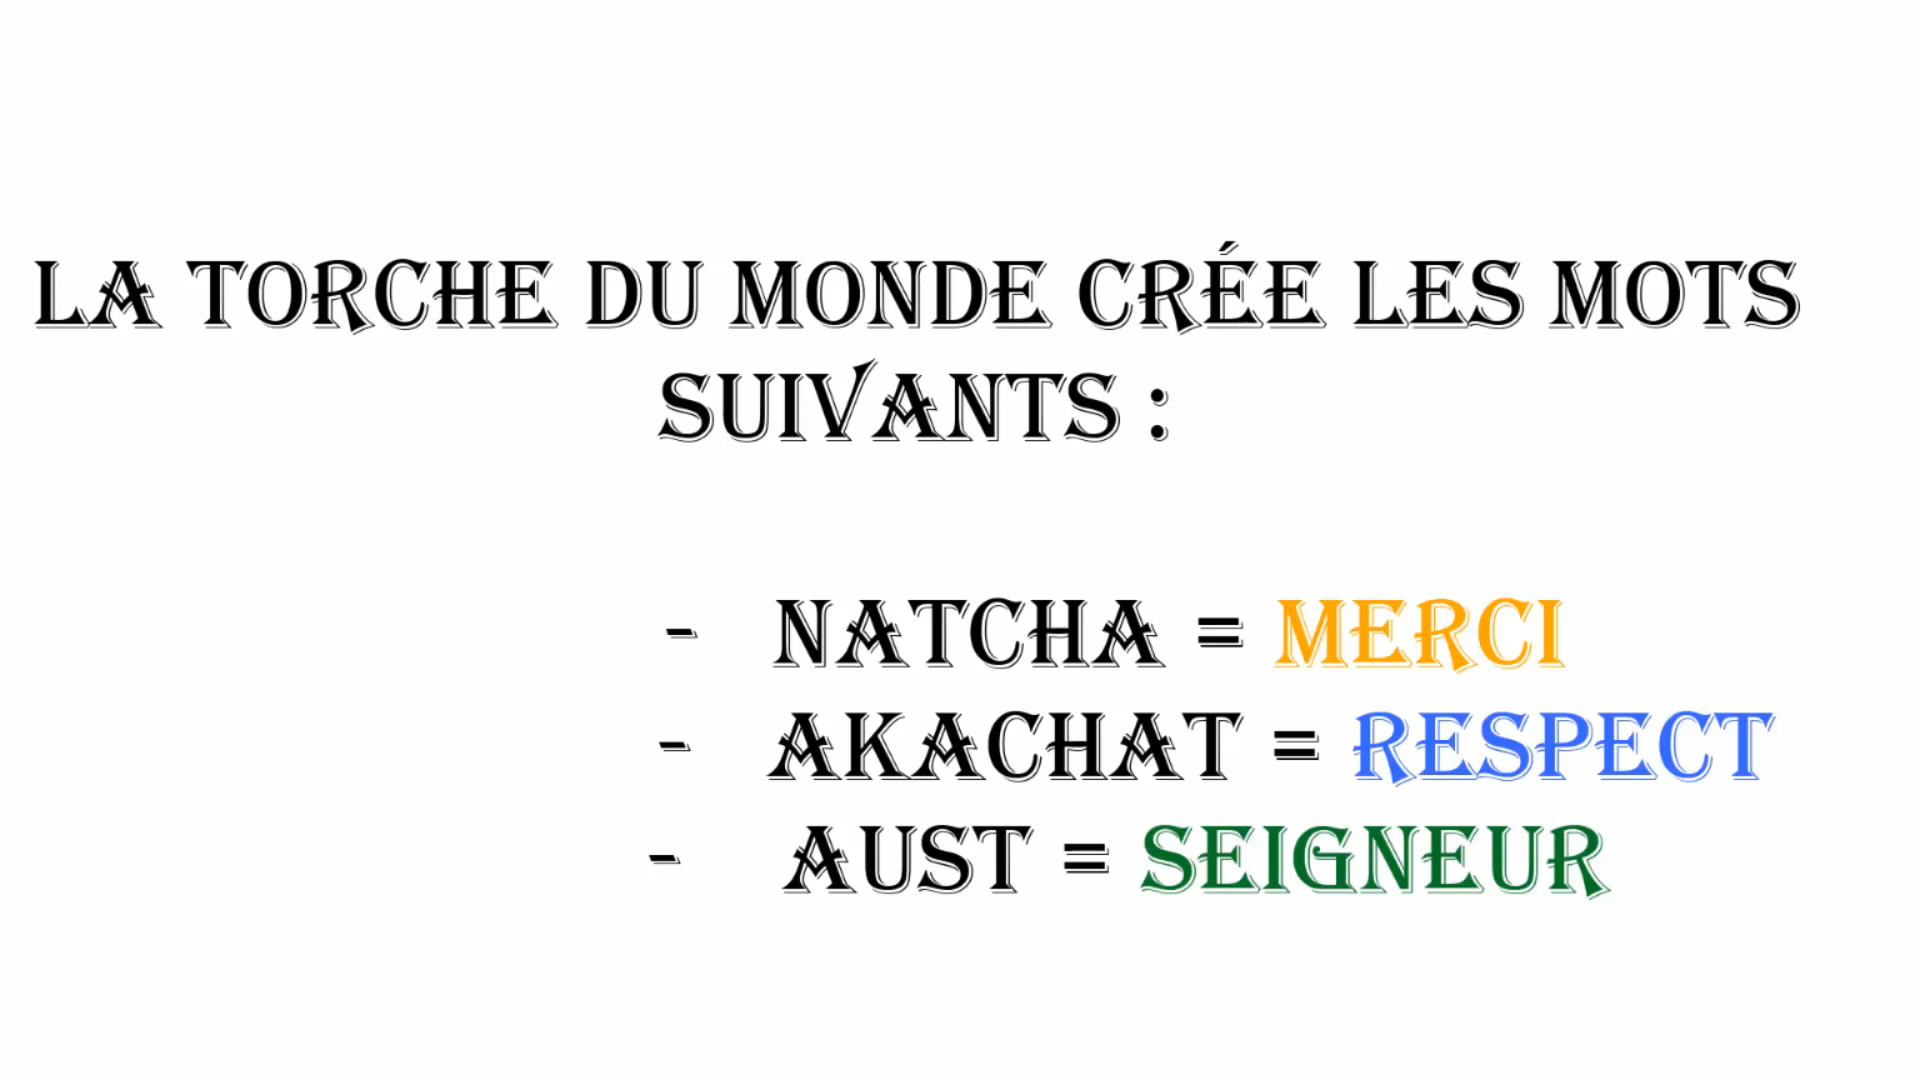 LA TORCHE DU MONDE CRÉE LES MOTS
SUIVANTS :
- NATCHA = MERCI
- AKACHAT = RESPECT
- AUST = SEIGNEUR